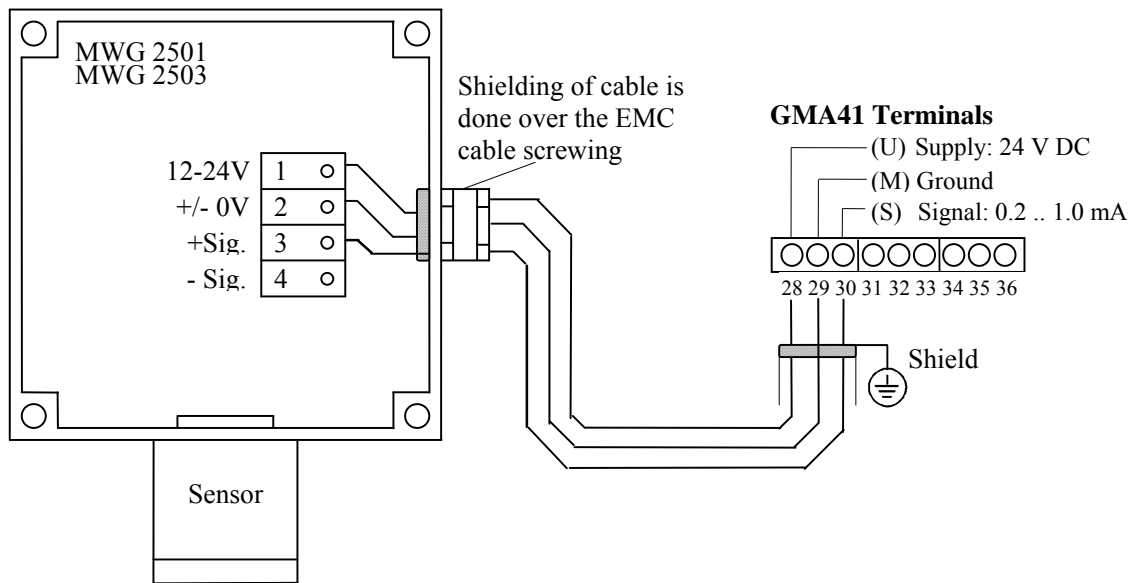 MWG 2501
MWG 2503
Shielding of cable is
done over the EMC
cable screwing
GMA41 Terminals
(U) Supply: 24 V DC
(M) Ground
(S) Signal: 0.2 .. 1.0 mA
12-24V 1
+/- 0V 2
+Sig. 3
- Sig. 4
28 29 30 31 32 33 34 35 36
Shield
Sensor